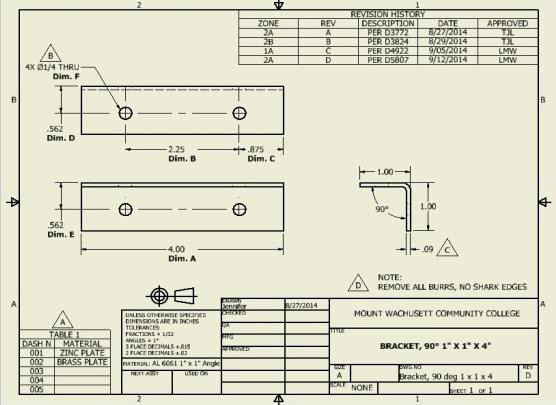 2
1
REVISION HISTORY
ZONE REV DESCRIPTION DATE APPROVED
2A A PER D3772 8/27/2014 TJL
2B B PER D3824 8/29/2014 TJL
1A C PER D4922 9/05/2014 LMW
2A D PER D5807 9/12/2014 LMW
B
4X Ø1/4 THRU
Dim. F
B
B
.562
Dim. D
2.25
Dim. B
.875
Dim. C
.562
Dim. E
4.00
Dim. A
1.00
90°
1.00
.09
C
D
NOTE:
REMOVE ALL BURRS, NO SHARK EDGES
A
A
A
TABLE 1
DASH N MATERIAL
001 ZINC PLATE
002 BRASS PLATE
003
004
005
UNLESS OTHERWISE SPECIFIED
DIMENSIONS ARE IN INCHES
TOLERANCES:
FRACTIONS ± 1/32
ANGLES ± 1°
3 PLACE DECIMALS ±.015
2 PLACE DECIMALS ±.02
MATERIAL: AL 6061 1" x 1" Angle
NEXT ASSY USED ON
DRAWN
Jennifer 8/27/2014
CHECKED
QA
MFG
APPROVED
MOUNT WACHUSETT COMMUNITY COLLEGE
TITLE
BRACKET, 90° 1" X 1" X 4"
SIZE
A
DWG NO
Bracket, 90 deg 1 x 1 x 4
REV
D
SCALE NONE
SHEET 1 OF 1
2
1